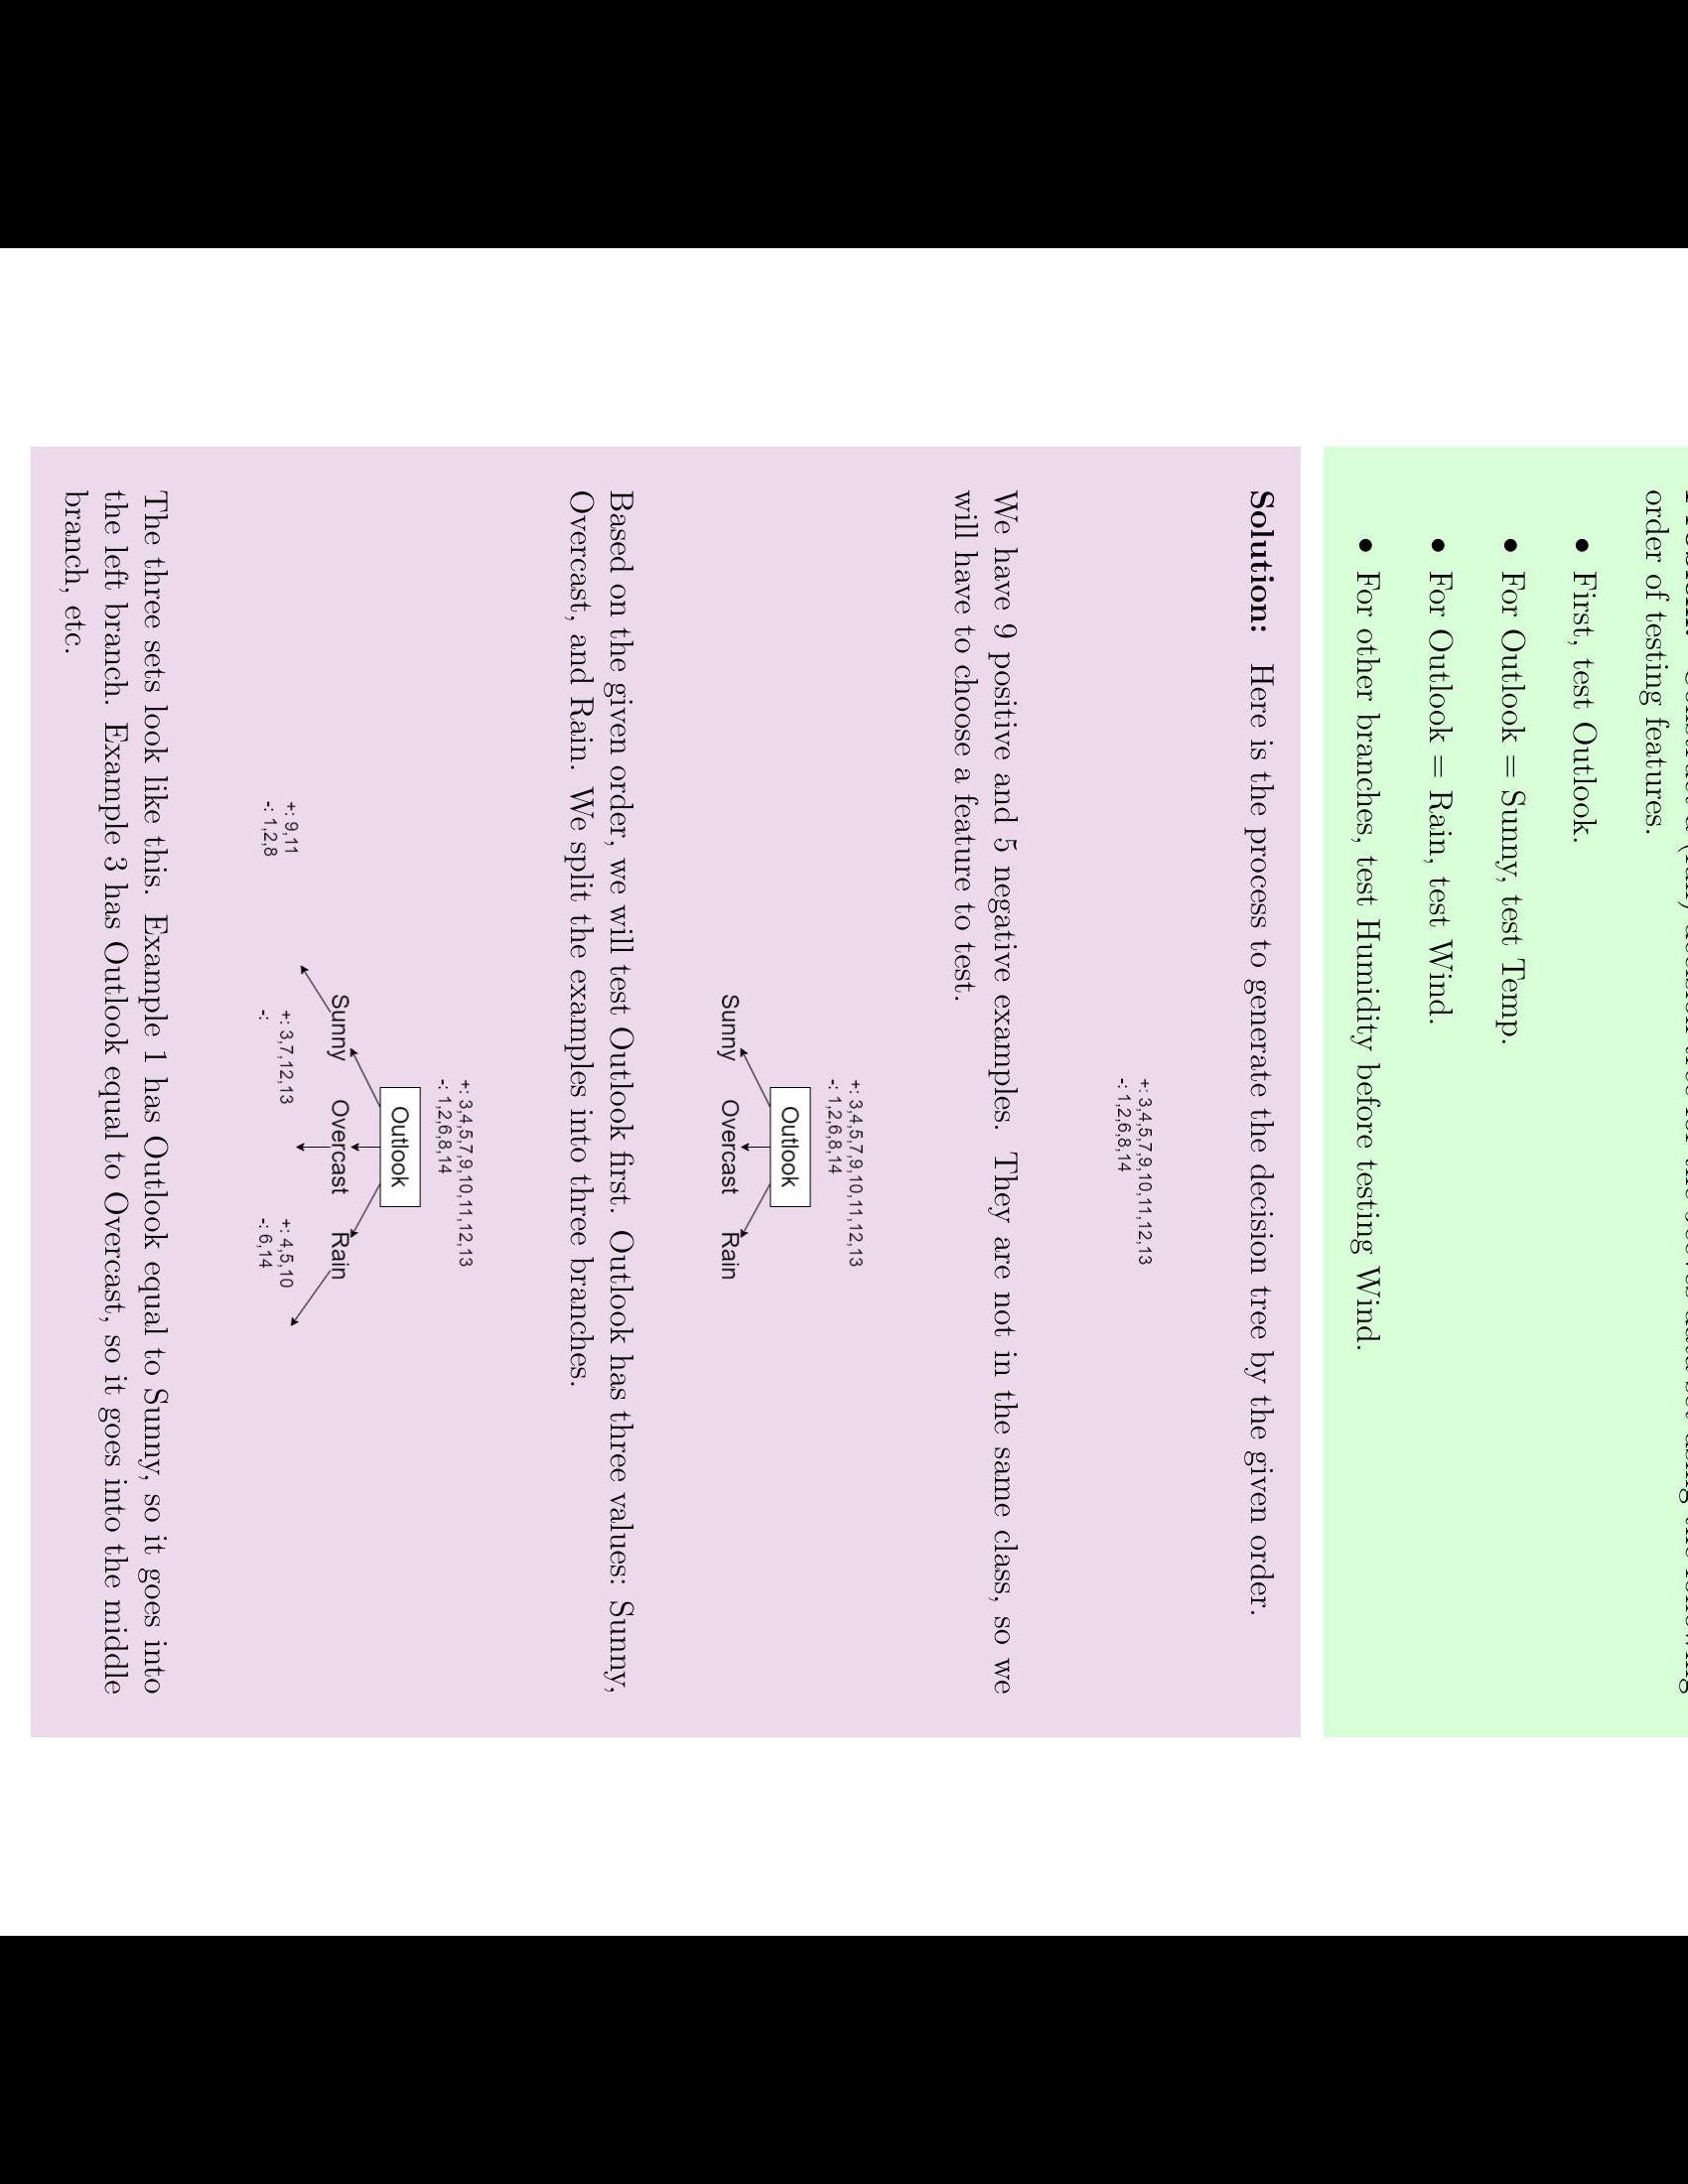 order of testing features.
• First, test Outlook.
• For Outlook = Sunny, test Temp.
• For Outlook = Rain, test Wind.
• For other branches, test Humidity before testing Wind.
Solution: Here is the process to generate the decision tree by the given order.
+: 3,4,5,7,9,10,11,12,13
-: 1,2,6,8,14
We have 9 positive and 5 negative examples. They are not in the same class, so we
will have to choose a feature to test.
+: 3,4,5,7,9,10,11,12,13
-: 1,2,6,8,14
Outlook
Sunny Overcast Rain
Based on the given order, we will test Outlook first. Outlook has three values: Sunny,
Overcast, and Rain. We split the examples into three branches.
+: 3,4,5,7,9,10,11,12,13
-: 1,2,6,8,14
Outlook
Sunny Overcast Rain
+: 9,11 +: 3,7,12,13 +: 4,5,10
-: 1,2,8 -: -: 6,14
The three sets look like this. Example 1 has Outlook equal to Sunny, so it goes into
the left branch. Example 3 has Outlook equal to Overcast, so it goes into the middle
branch, etc.